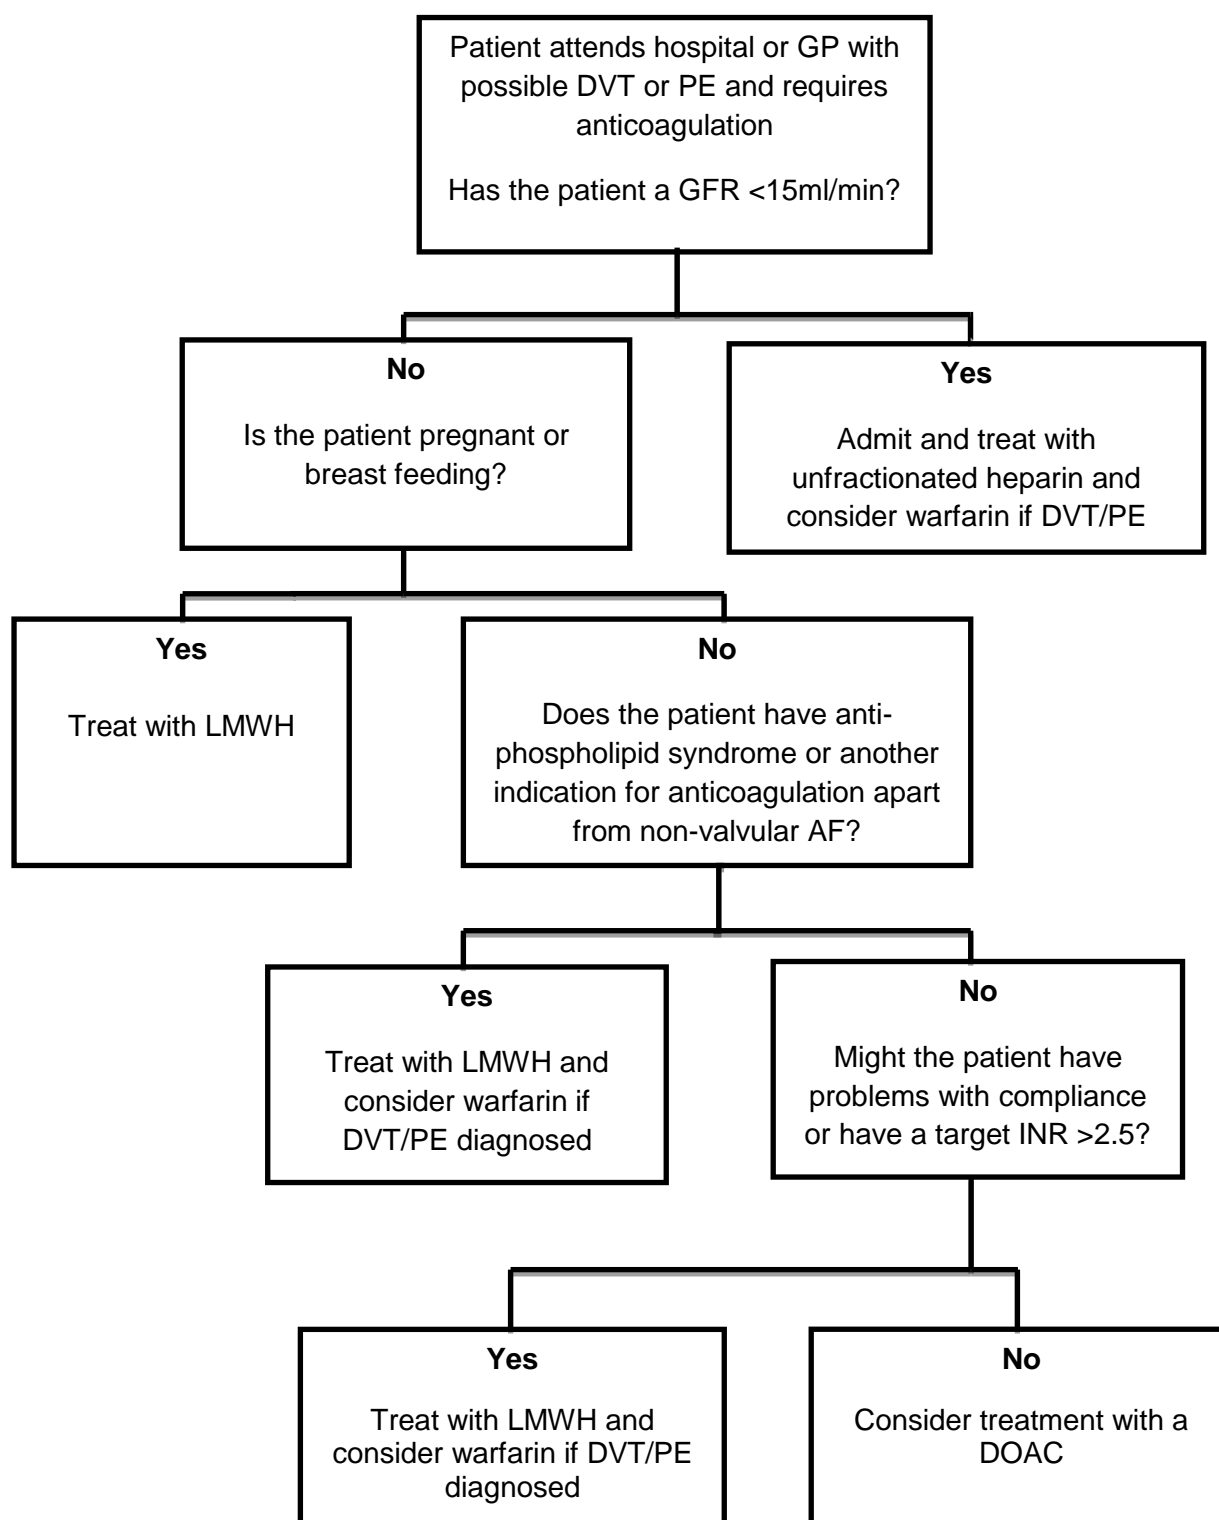 Patient attends hospital or GP with
possible DVT or PE and requires
anticoagulation
Has the patient a GFR <15ml/min?
No
Is the patient pregnant or
breast feeding?
Yes
Admit and treat with
unfractionated heparin and
consider warfarin if DVT/PE
Yes
Treat with LMWH
No
Does the patient have anti-
phospholipid syndrome or another
indication for anticoagulation apart
from non-valvular AF?
Yes
Treat with LMWH and
consider warfarin if
DVT/PE diagnosed
No
Might the patient have
problems with compliance
or have a target INR >2.5?
Yes
Treat with LMWH and
consider warfarin if DVT/PE
diagnosed
No
Consider treatment with a
DOAC